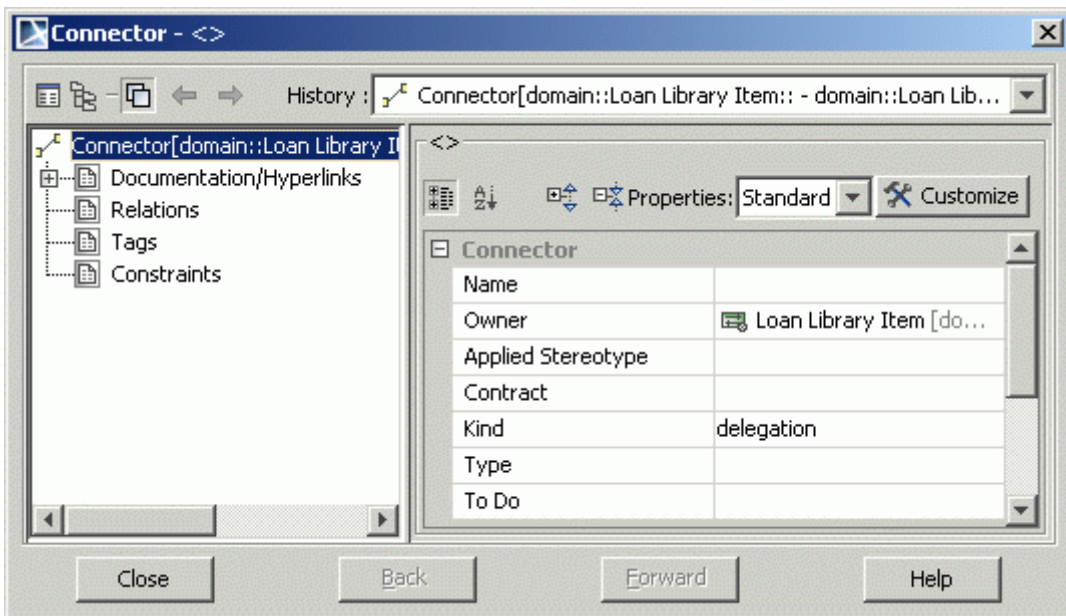 Connector - <>
History : Connector[domain::Loan Library Item:: - domain::Loan Lib...
Connector[domain::Loan Library I
Documentation/Hyperlinks
Relations
Tags
Constraints
<>
Properties: Standard Customize
Connector
Name
Owner Loan Library Item [do...
Applied Stereotype
Contract
Kind delegation
Type
To Do
Close Back Forward Help